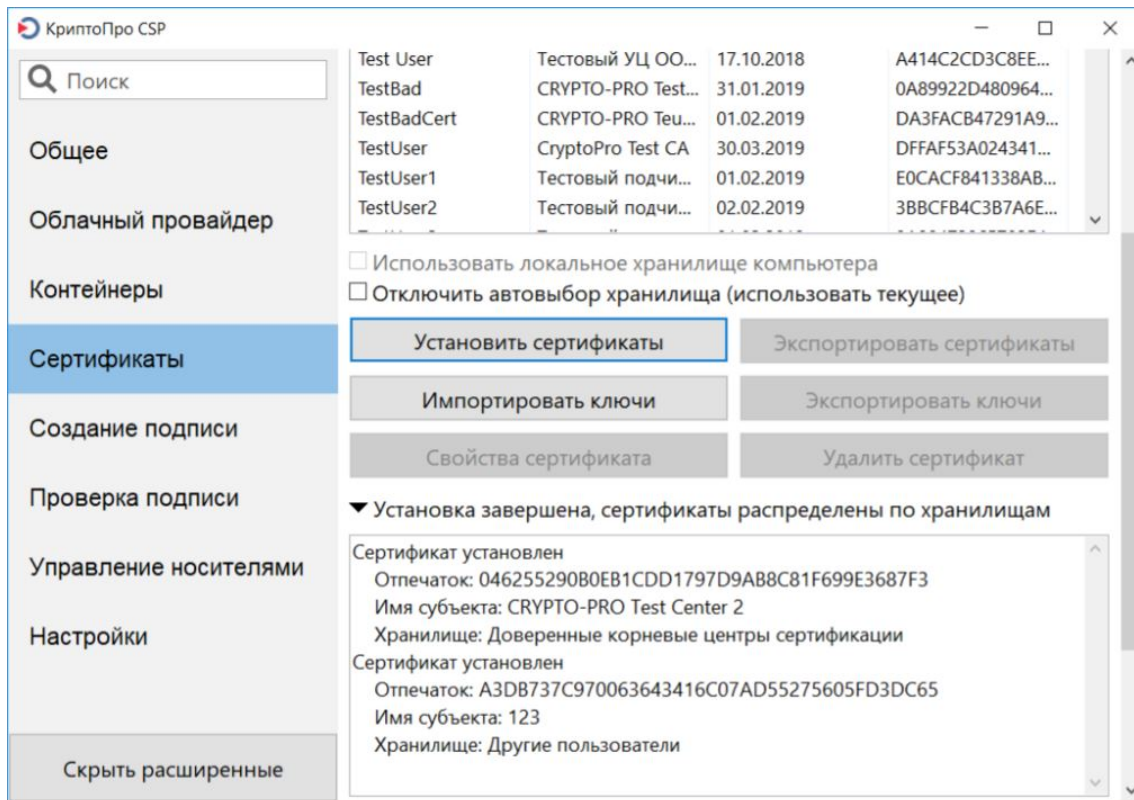 КриптоПро CSP
Поиск
Общее
Облачный провайдер
Контейнеры
Сертификаты
Создание подписи
Проверка подписи
Управление носителями
Настройки
Скрыть расширенные
Test User Тестовый УЦ ОО... 17.10.2018 A414C2CD3C8EE...
TestBad CRYPTO-PRO Test... 31.01.2019 0A89922D480964...
TestBadCert CRYPTO-PRO Teu... 01.02.2019 DA3FACB47291A9...
TestUser CryptoPro Test CA 30.03.2019 DFFAF53A024341...
TestUser1 Тестовый подчи... 01.02.2019 E0CACF841338AB...
TestUser2 Тестовый подчи... 02.02.2019 3BBCFB4C3B7A6E...
Использовать локальное хранилище компьютера
Отключить автовыбор хранилища (использовать текущее)
Установить сертификаты Экспортировать сертификаты
Импортировать ключи Экспортировать ключи
Свойства сертификата Удалить сертификат
Установка завершена, сертификаты распределены по хранилищам
Сертификат установлен
Отпечаток: 046255290B0EB1CDD1797D9AB8C81F699E3687F3
Имя субъекта: CRYPTO-PRO Test Center 2
Хранилище: Доверенные корневые центры сертификации
Сертификат установлен
Отпечаток: A3DB737C970063643416C07AD55275605FD3DC65
Имя субъекта: 123
Хранилище: Другие пользователи